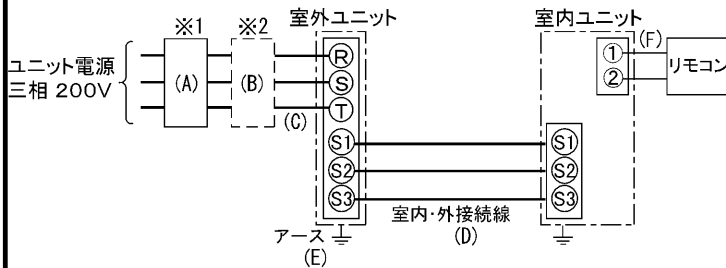 ※1
※2
室外ユニット
室内ユニット
ユニット電源
三相 200V
(A)
(B)
(C)
R
S
T
S1
S2
S3
室内・外接続線
(D)
アース
(E)
①
②
(F)
リモコン
S1
S2
S3